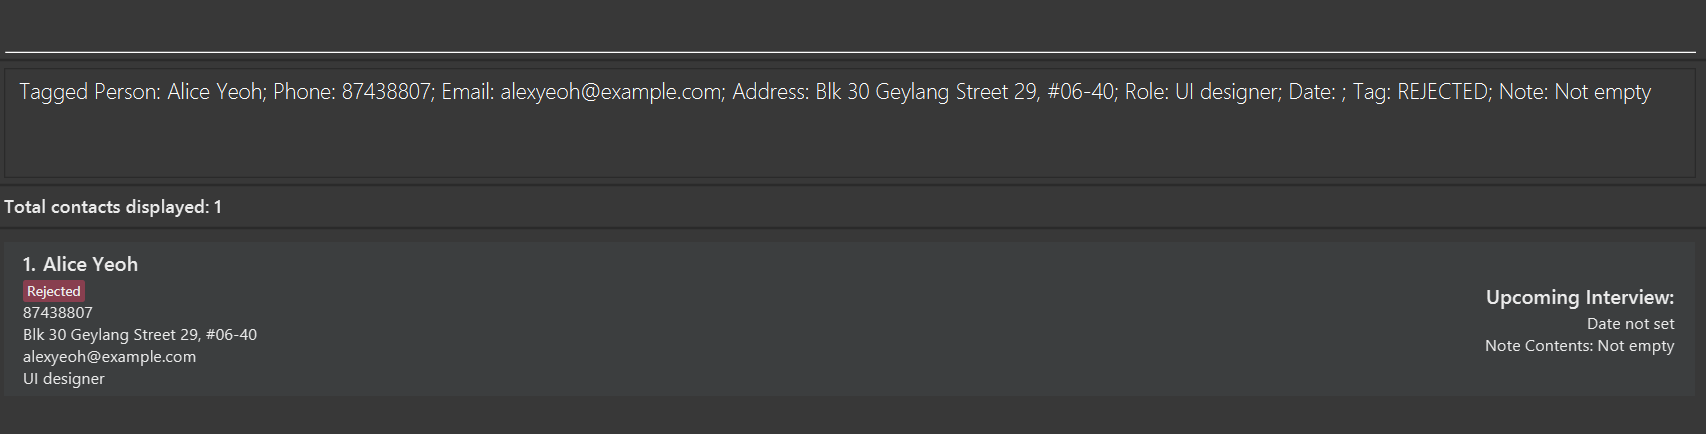 Tagged Person: Alice Yeoh; Phone: 87438807; Email: alexyeoh@example.com; Address: Blk 30 Geylang Street 29, #06-40; Role: UI designer; Date: ; Tag: REJECTED; Note: Not empty
Total contacts displayed: 1
1. Alice Yeoh
Rejected
87438807
Blk 30 Geylang Street 29, #06-40
alexyeoh@example.com
UI designer
Upcoming Interview:
Date not set
Note Contents: Not empty